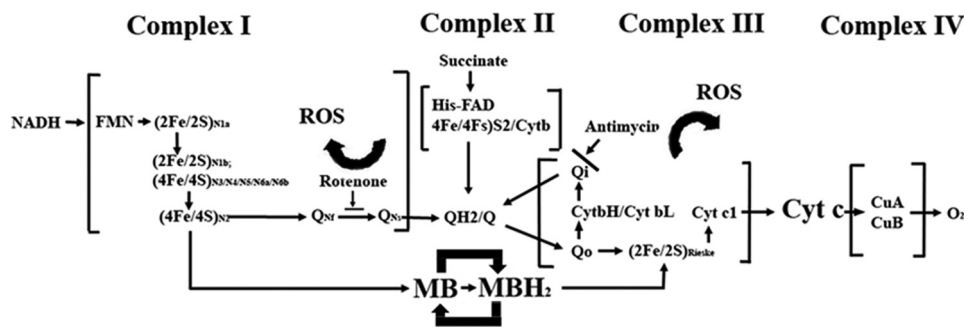 Complex I
Complex II
Complex III
Complex IV
Succinate
NADH
FMN
(2Fe/2S)N1a
ROS
His-FAD
4Fe/4Fs)S2/Cytb
ROS
Antimycin
(2Fe/2S)N1b;
(4Fe/4S)N3/N4/N5/N6a/N6b
Rotenone
Qi
(4Fe/4S)N2
QNf
QNs
QH2/Q
CytbH/Cyt bL
Cyt c1
Cyt c
CuA
CuB
O2
Qo
(2Fe/2S)Rieske
MB
MBH2